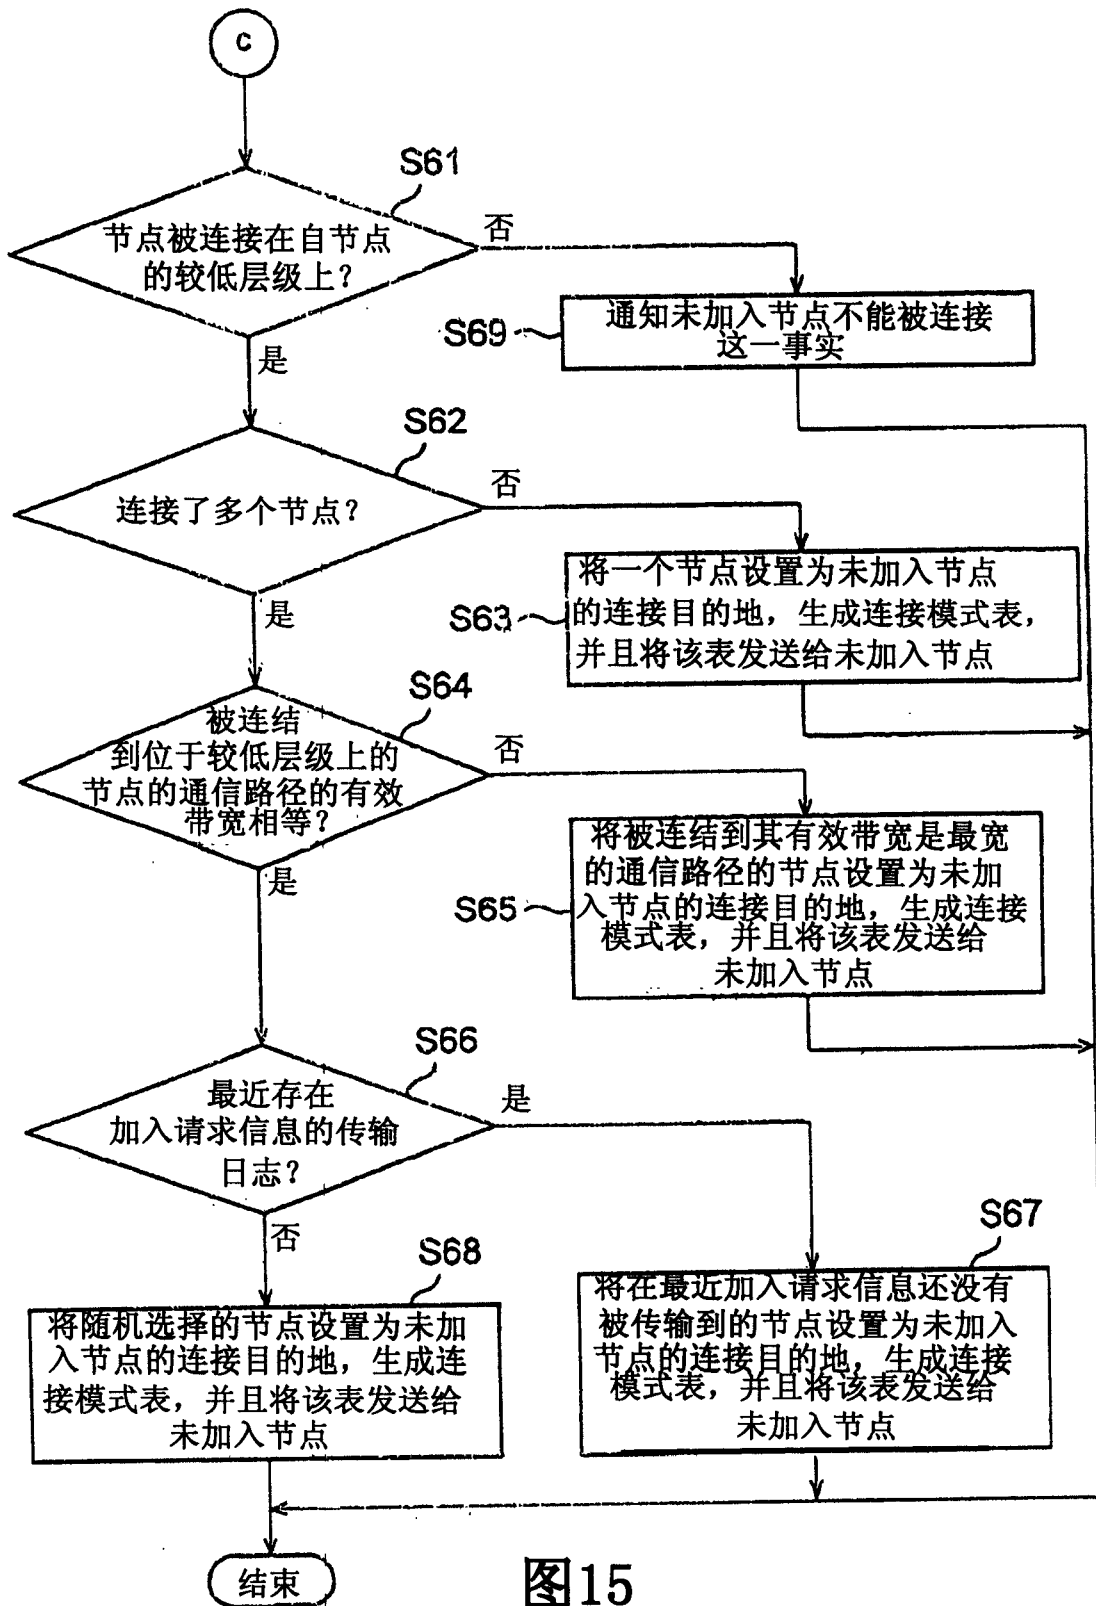 C
S61
节点被连接在自节点
的较低层级上?
否
是
S69
通知未加入节点不能被连接
这一事实
S62
连接了多个节点?
否
是
S63
将一个节点设置为未加入节点
的连接目的地，生成连接模式表，
并且将该表发送给未加入节点
S64
被连结
到位于较低层级上的
节点的通信路径的有效
带宽相等?
否
是
S65
将被连结到其有效带宽是最宽
的通信路径的节点设置为未加
入节点的连接目的地，生成连接
模式表，并且将该表发送给
未加入节点
S66
最近存在
加入请求信息的传输
日志?
是
否
S67
将在最近加入请求信息还没有
被传输到的节点设置为未加入
节点的连接目的地，生成连接
模式表，并且将该表发送给
未加入节点
S68
将随机选择的节点设置为未加
入节点的连接目的地，生成连
接模式表，并且将该表发送给
未加入节点
结束
图15